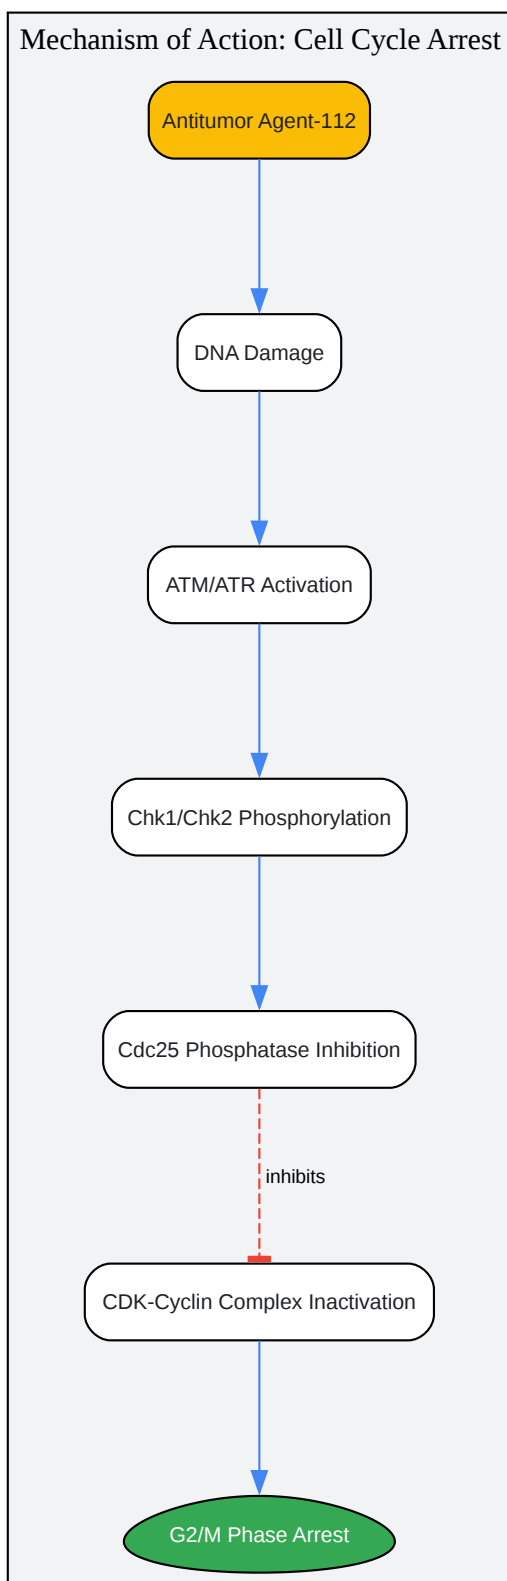 Mechanism of Action: Cell Cycle Arrest
Antitumor Agent-112
DNA Damage
ATM/ATR Activation
Chk1/Chk2 Phosphorylation
Cdc25 Phosphatase Inhibition
inhibits
CDK-Cyclin Complex Inactivation
G2/M Phase Arrest